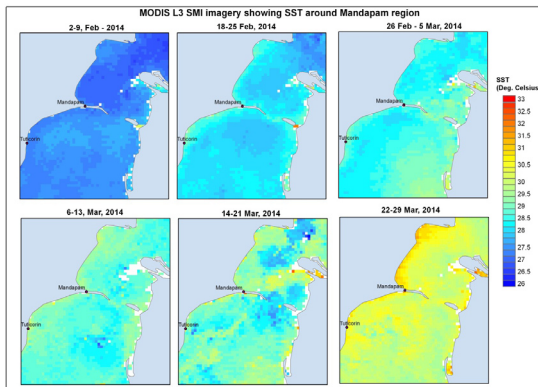 MODIS L3 SMI imagery showing SST around Mandapam region
2-9, Feb - 2014
18-25 Feb, 2014
26 Feb - 5 Mar, 2014
Mandapam
Tuticorin
Mandapam
Tuticorin
Mandapam
Tuticorin
SST
(Deg. Celsius)
33
32.5
32
31.5
31
30.5
30
29.5
29
28.5
28
27.5
27
26.5
26
6-13, Mar, 2014
14-21 Mar, 2014
22-29 Mar, 2014
Mandapam
Tuticorin
Mandapam
Tuticorin
Mandapam
Tuticorin